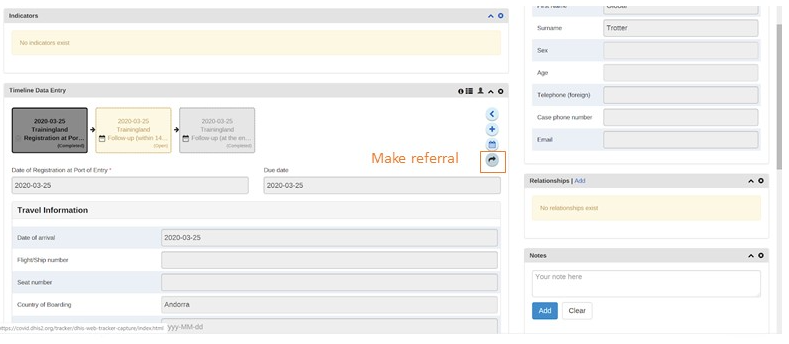 Indicators
No indicators exist
Timeline Data Entry
2020-03-25
Trainingland
Registration at Por...
(Completed)
2020-03-25
Trainingland
Follow-up (within 14...
(Open)
2020-03-25
Trainingland
Follow-up (at the en...
(Completed)
Make referral
Date of Registration at Port of Entry *
Due date
2020-03-25
2020-03-25
Travel Information
Date of arrival
2020-03-25
Flight/Ship number
Seat number
Country of Boarding
Andorra
yyy-MM-dd
ttps://covid.dhis2.org/tracker/dhis-web-tracker-capture/index.html
First Name
Global
Surname
Trotter
Sex
Age
Telephone (foreign)
Case phone number
Email
Relationships | Add
No relationships exist
Notes
Your note here
Add
Clear